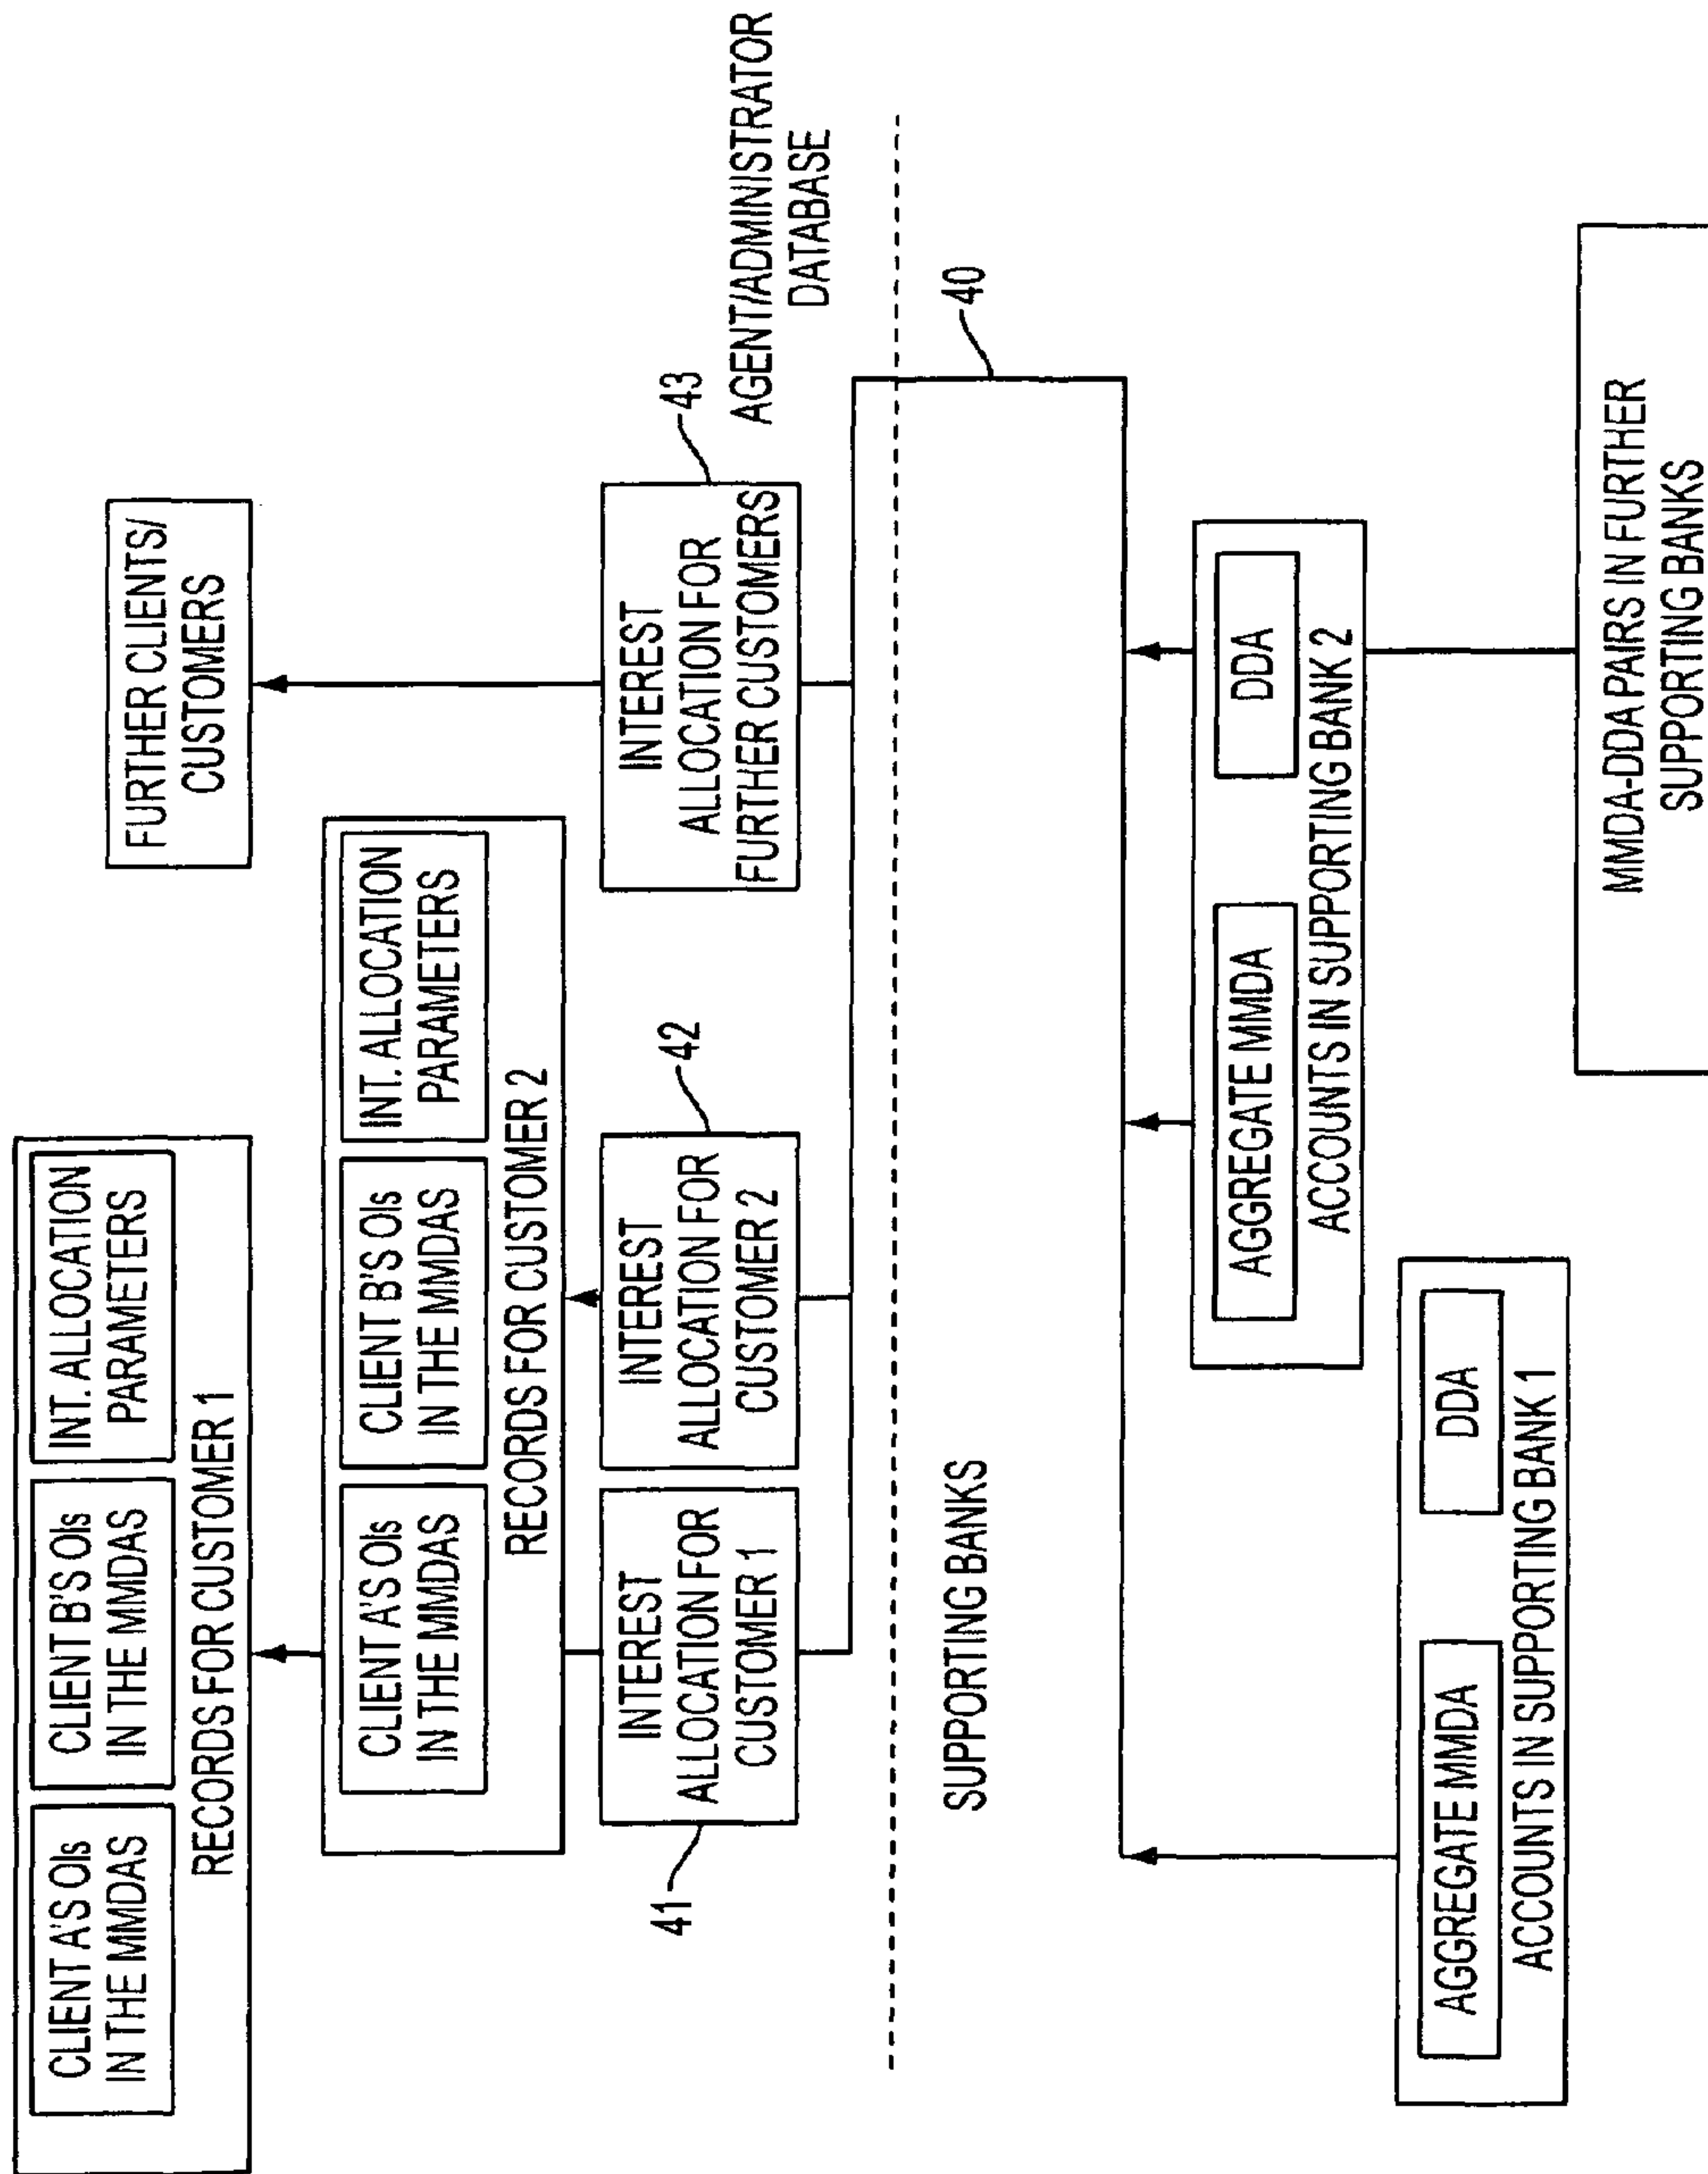 CLIENT A'S OIs
IN THE MMDAS
CLIENT B'S OIs
IN THE MMDAS
INT. ALLOCATION
PARAMETERS
RECORDS FOR CUSTOMER 1
FURTHER CLIENTS/
CUSTOMERS
CLIENT A'S OIs
IN THE MMDAS
CLIENT B'S OIs
IN THE MMDAS
INT. ALLOCATION
PARAMETERS
RECORDS FOR CUSTOMER 2
41
INTEREST
ALLOCATION FOR
CUSTOMER 1
INTEREST
ALLOCATION FOR
CUSTOMER 2
42
INTEREST
ALLOCATION FOR
FURTHER CUSTOMERS
43
AGENT/ADMINISTRATOR
DATABASE
SUPPORTING BANKS
40
AGGREGATE MMDA
DDA
ACCOUNTS IN SUPPORTING BANK 2
AGGREGATE MMDA
DDA
ACCOUNTS IN SUPPORTING BANK 1
MMDA-DDA PAIRS IN FURTHER
SUPPORTING BANKS